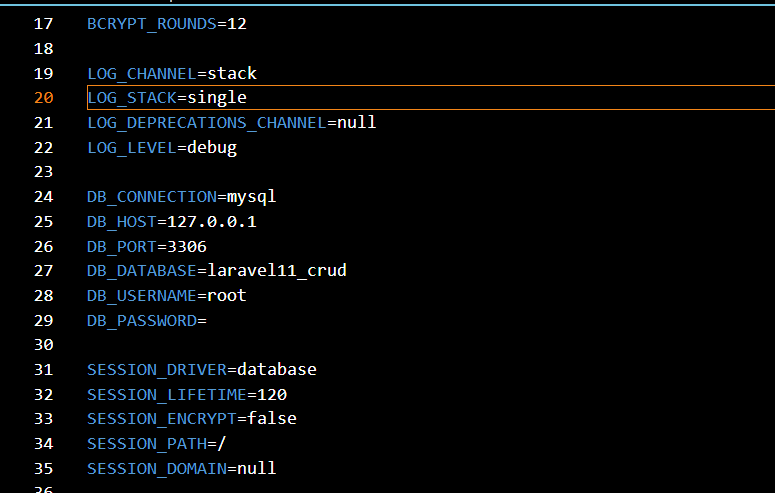 17 BCRYPT_ROUNDS=12
18
19 LOG_CHANNEL=stack
20 LOG_STACK=single
21 LOG_DEPRECATIONS_CHANNEL=null
22 LOG_LEVEL=debug
23
24 DB_CONNECTION=mysql
25 DB_HOST=127.0.0.1
26 DB_PORT=3306
27 DB_DATABASE=laravel11_crud
28 DB_USERNAME=root
29 DB_PASSWORD=
30
31 SESSION_DRIVER=database
32 SESSION_LIFETIME=120
33 SESSION_ENCRYPT=false
34 SESSION_PATH=/
35 SESSION_DOMAIN=null
36